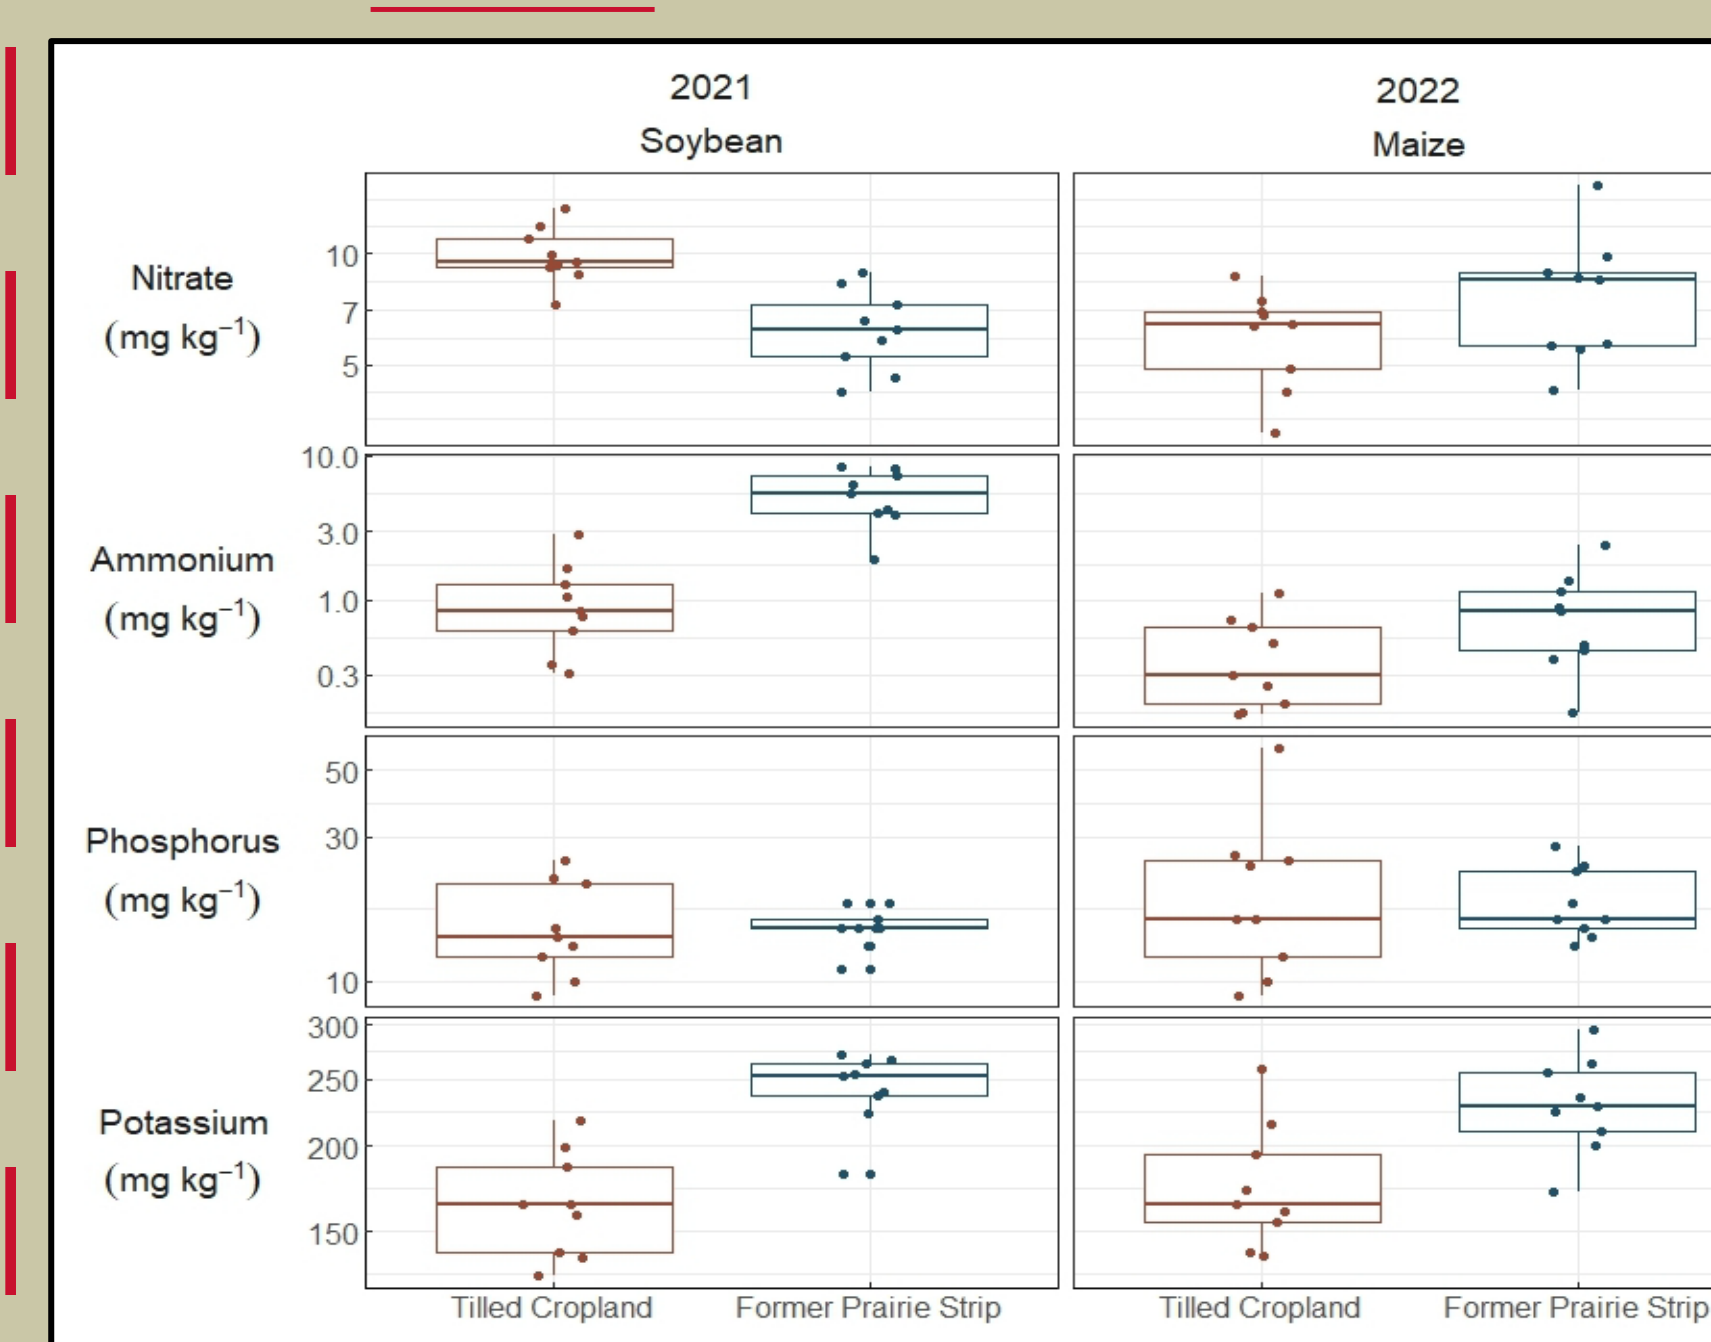 2021
Soybean
2022
Maize
Nitrate
(mg kg⁻¹)
10
7
5
Ammonium
(mg kg⁻¹)
10.0
3.0
1.0
0.3
Phosphorus
(mg kg⁻¹)
50
30
10
Potassium
(mg kg⁻¹)
300
250
200
150
Tilled Cropland
Former Prairie Strip
Tilled Cropland
Former Prairie Strip